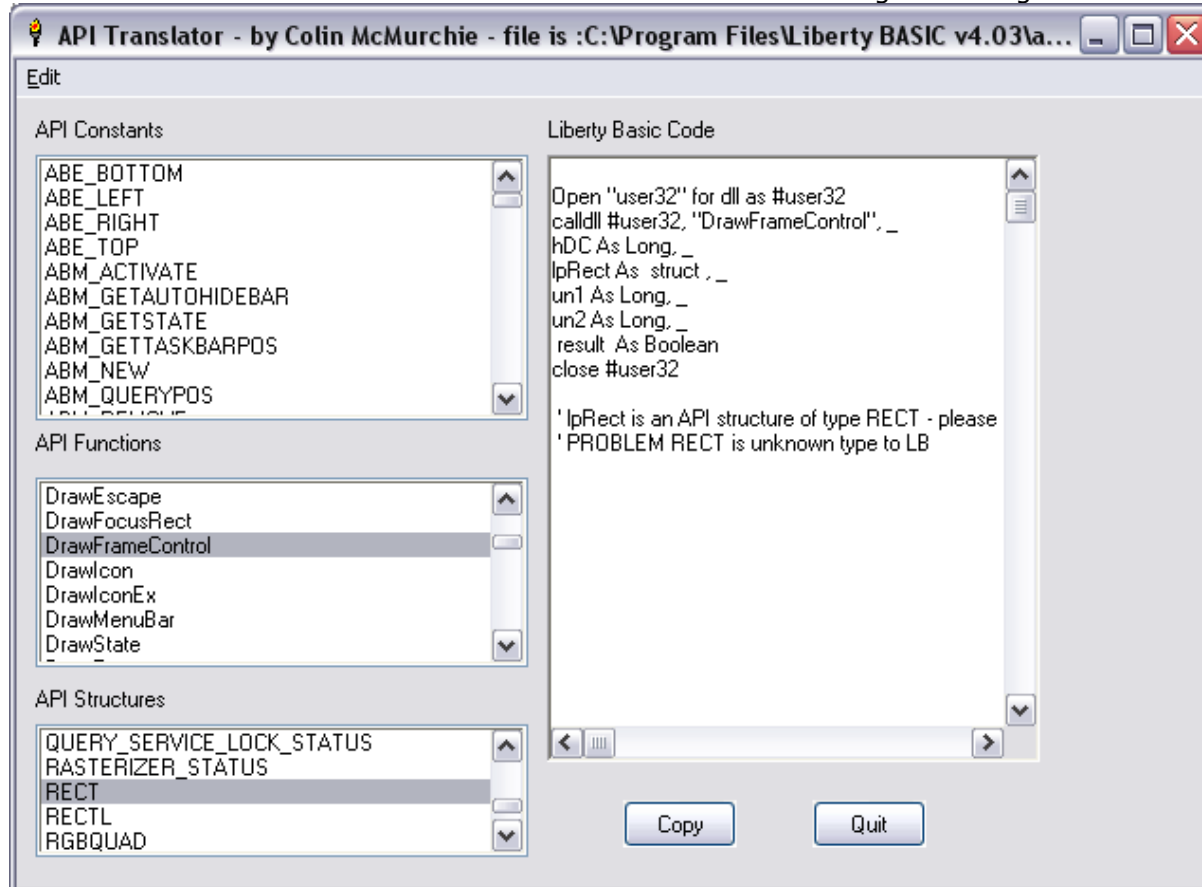 API Translator - by Colin McMurchie - file is :C:\Program Files\Liberty BASIC v4.03\a...
Edit
API Constants
ABE_BOTTOM
ABE_LEFT
ABE_RIGHT
ABE_TOP
ABM_ACTIVATE
ABM_GETAUTOHIDEBAR
ABM_GETSTATE
ABM_GETTASKBARPOS
ABM_NEW
ABM_QUERYPOS
API Functions
DrawEscape
DrawFocusRect
DrawFrameControl
DrawIcon
DrawIconEx
DrawMenuBar
DrawState
API Structures
QUERY_SERVICE_LOCK_STATUS
RASTERIZER_STATUS
RECT
RECTL
RGBQUAD
Liberty Basic Code
Open "user32" for dll as #user32
calldll #user32, "DrawFrameControl", _
hDC As Long, _
lpRect As  struct , _
un1 As Long, _
un2 As Long, _
result  As Boolean
close #user32
' lpRect is an API structure of type RECT - please
' PROBLEM RECT is unknown type to LB
Copy
Quit